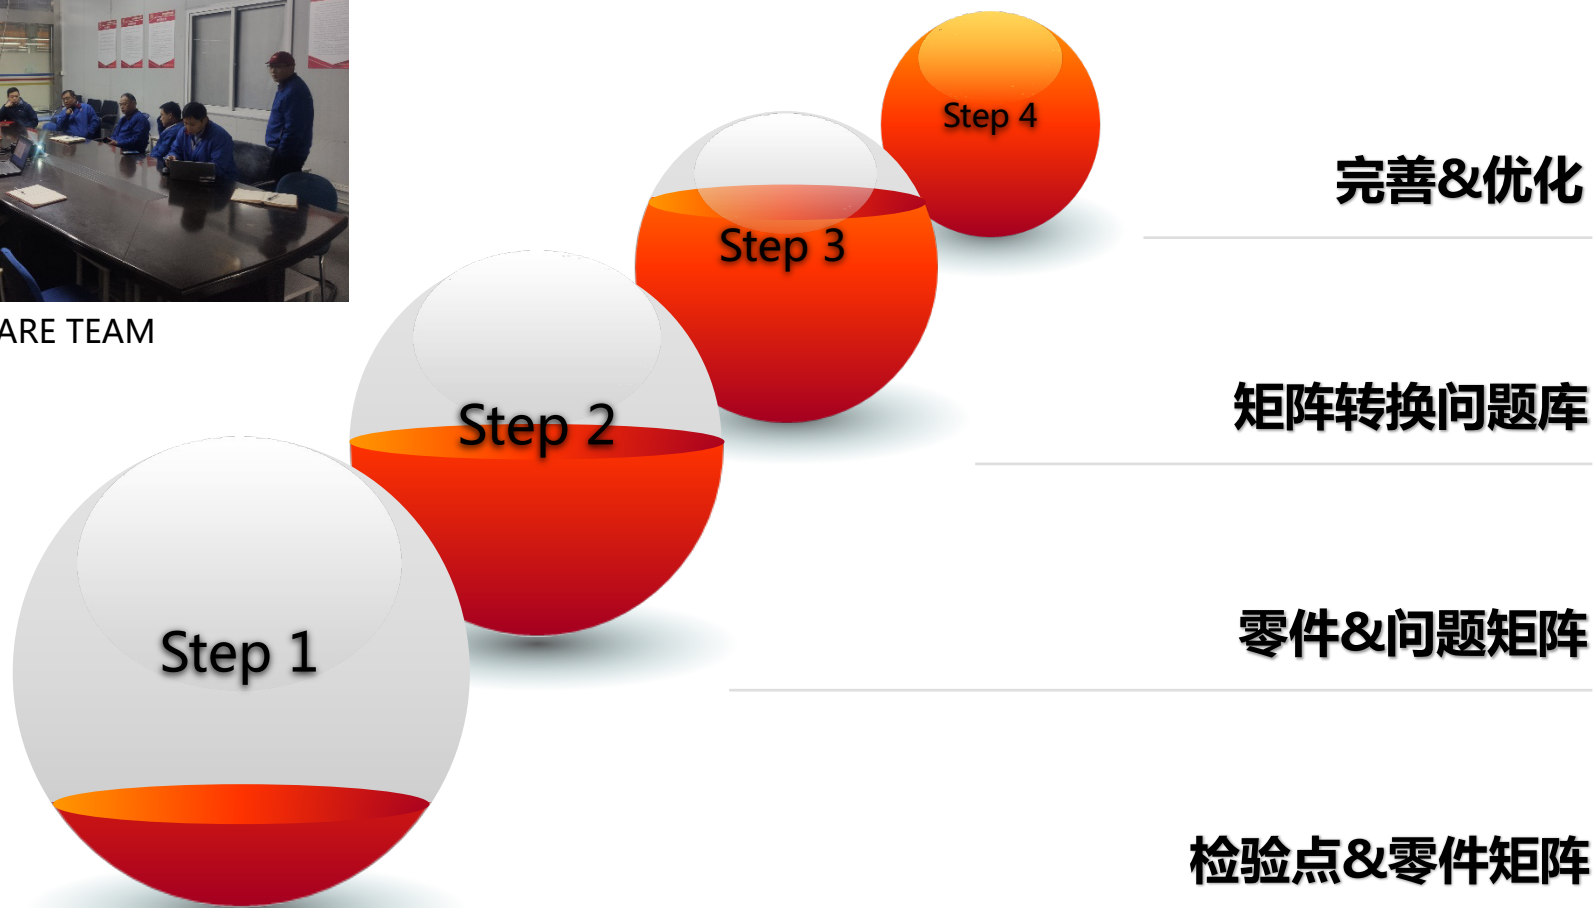 Step 4
完善&优化
Step 3
ARE TEAM
矩阵转换问题库
Step 2
零件&问题矩阵
Step 1
检验点&零件矩阵